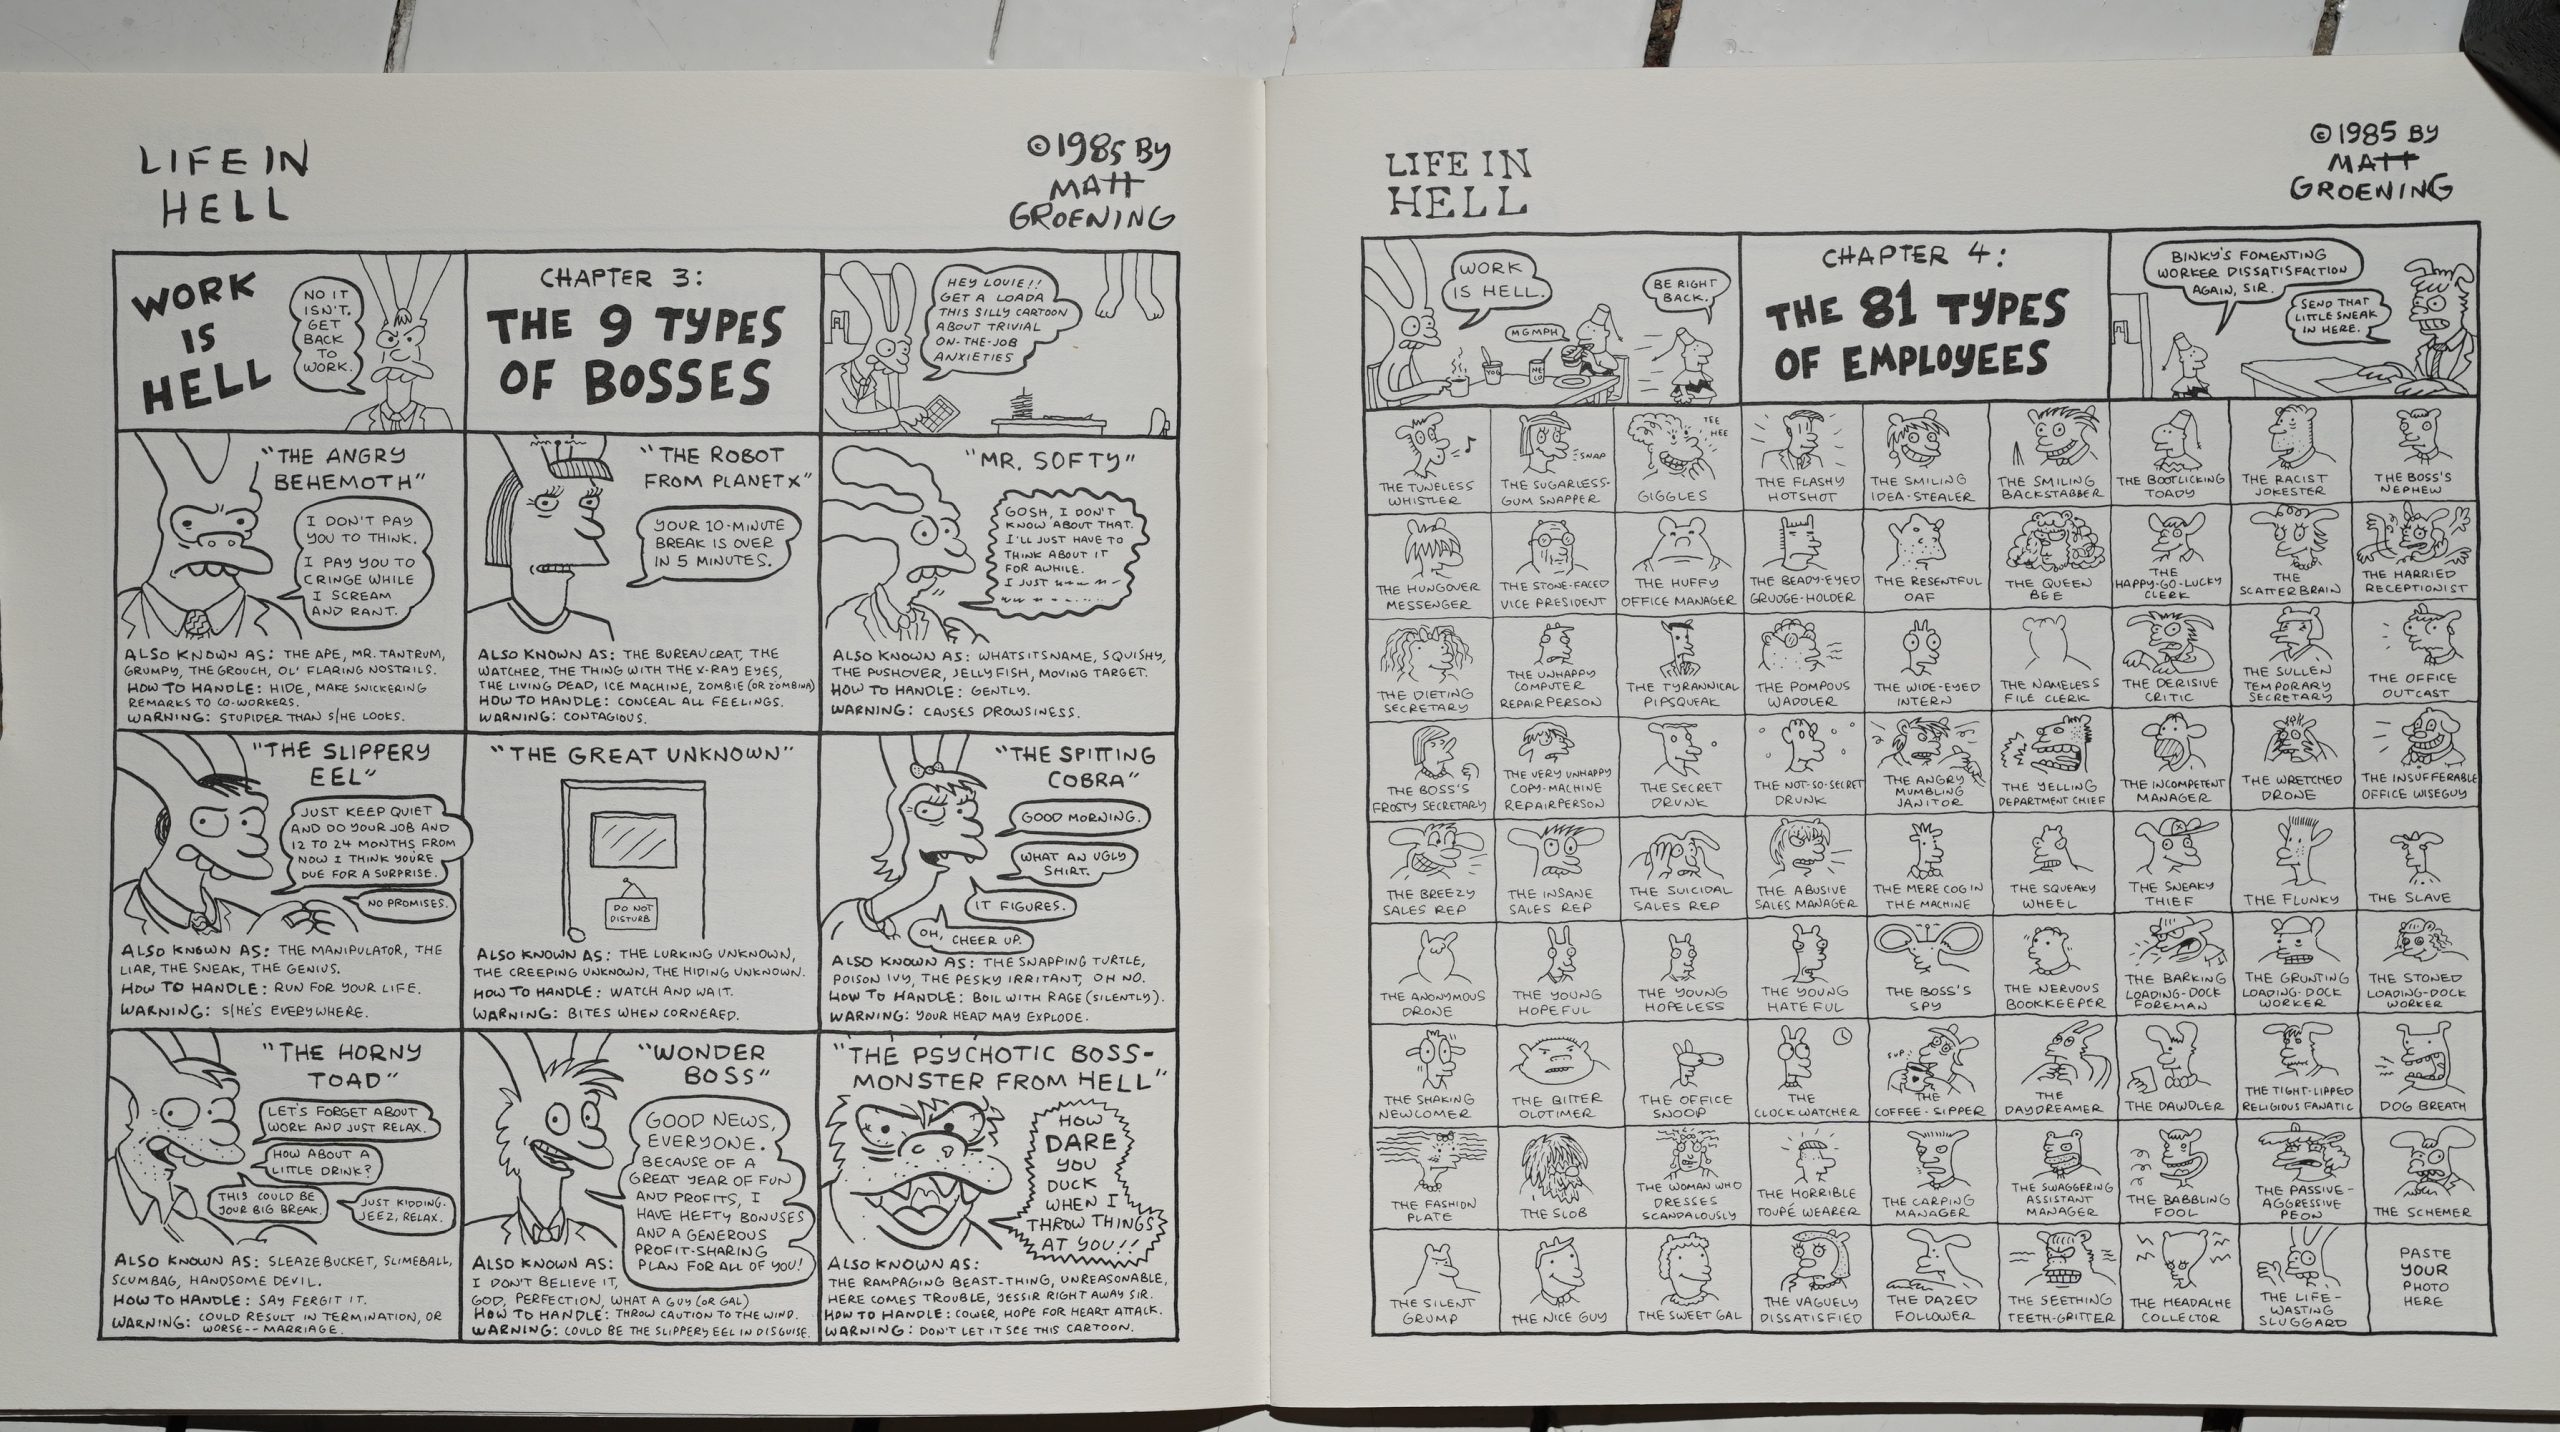 LIFE IN
HELL
©1985 BY
MATT
GROENING
WORK
IS
HELL
NO IT
ISN'T.
GET
BACK
TO
WORK.
CHAPTER 3:
THE 9 TYPES
OF BOSSES
HEY LOUIE!!
GET A LOADA
THIS SILLY CARTOON
ABOUT TRIVIAL
ON-THE-JOB
ANXIETIES
"THE ANGRY
BEHEMOTH"
I DON'T PAY
YOU TO THINK.
I PAY YOU TO
CRINGE WHILE
I SCREAM
AND RANT.
ALSO KNOWN AS: THE APE, MR. TANTRUM,
GRUMPY, THE GROUCH, OL' FLARING NOSTRILS.
HOW TO HANDLE: HIDE, MAKE SNICKERING
REMARKS TO CO-WORKERS.
WARNING: STUPIDER THAN S/HE LOOKS.
"THE ROBOT
FROM PLANET X"
YOUR 10-MINUTE
BREAK IS OVER
IN 5 MINUTES.
ALSO KNOWN AS: THE BUREAUCRAT, THE
WATCHER, THE THING WITH THE X-RAY EYES,
THE LIVING DEAD, ICE MACHINE, ZOMBIE (OR ZOMBINA)
HOW TO HANDLE: CONCEAL ALL FEELINGS.
WARNING: CONTAGIOUS.
"MR. SOFTY"
GOSH, I DON'T
KNOW ABOUT THAT.
I'LL JUST HAVE TO
THINK ABOUT IT
FOR AWHILE.
I JUST
ALSO KNOWN AS: WHATSITSNAME, SQUISHY,
THE PUSHOVER, JELLYFISH, MOVING TARGET.
HOW TO HANDLE: GENTLY.
WARNING: CAUSES DROWSINESS.
"THE SLIPPERY
EEL"
JUST KEEP QUIET
AND DO YOUR JOB AND
12 TO 24 MONTHS FROM
NOW I THINK YOU'RE
DUE FOR A SURPRISE.
NO PROMISES.
ALSO KNOWN AS: THE MANIPULATOR, THE
LIAR, THE SNEAK, THE GENIUS.
HOW TO HANDLE: RUN FOR YOUR LIFE.
WARNING: S/HE'S EVERYWHERE.
"THE GREAT UNKNOWN"
DO NOT
DISTURB
ALSO KNOWN AS: THE LURKING UNKNOWN,
THE CREEPING UNKNOWN, THE HIDING UNKNOWN.
HOW TO HANDLE: WATCH AND WAIT.
WARNING: BITES WHEN CORNERED.
"THE SPITTING
COBRA"
GOOD MORNING.
WHAT AN UGLY
SHIRT.
IT FIGURES.
OH, CHEER UP.
ALSO KNOWN AS: THE SNAPPING TURTLE,
POISON IVY, THE PESKY IRRITANT, OH NO.
HOW TO HANDLE: BOIL WITH RAGE (SILENTLY).
WARNING: YOUR HEAD MAY EXPLODE.
"THE HORNY
TOAD"
LET'S FORGET ABOUT
WORK AND JUST RELAX.
HOW ABOUT A
LITTLE DRINK?
THIS COULD BE
YOUR BIG BREAK.
JUST KIDDING.
JEEZ, RELAX.
ALSO KNOWN AS: SLEAZEBUCKET, SLIMEBALL,
SCUMBAG, HANDSOME DEVIL.
HOW TO HANDLE: SAY FERGIT IT.
WARNING: COULD RESULT IN TERMINATION, OR
WORSE-- MARRIAGE.
"WONDER
BOSS"
GOOD NEWS,
EVERYONE.
BECAUSE OF A
GREAT YEAR OF FUN
AND PROFITS, I
HAVE HEFTY BONUSES
AND A GENEROUS
PROFIT-SHARING
PLAN FOR ALL OF YOU!
ALSO KNOWN AS:
I DON'T BELIEVE IT,
GOD, PERFECTION, WHAT A GUY (OR GAL)
HOW TO HANDLE: THROW CAUTION TO THE WIND.
WARNING: COULD BE THE SLIPPERY EEL IN DISGUISE.
"THE PSYCHOTIC BOSS-
MONSTER FROM HELL"
HOW
DARE
YOU
DUCK
WHEN I
THROW THINGS
AT YOU!!
ALSO KNOWN AS:
THE RAMPAGING BEAST-THING, UNREASONABLE,
HERE COMES TROUBLE, YESSIR RIGHT AWAY SIR.
HOW TO HANDLE: COWER, HOPE FOR HEART ATTACK.
WARNING: DON'T LET IT SEE THIS CARTOON.
LIFE IN
HELL
©1985 BY
MATT
GROENING
WORK
IS HELL.
MGMPH
BE RIGHT
BACK.
CHAPTER 4:
THE 81 TYPES
OF EMPLOYEES
BINKY'S FOMENTING
WORKER DISSATISFACTION
AGAIN, SIR.
SEND THAT
LITTLE SNEAK
IN HERE.
THE TUNELESS
WHISTLER
SNAP
THE SUGARLESS-
GUM SNAPPER
TEE
HEE
GIGGLES
THE FLASHY
HOTSHOT
THE SMILING
IDEA-STEALER
THE SMILING
BACKSTABBER
THE BOOTLICKING
TOADY
THE RACIST
JOKESTER
THE BOSS'S
NEPHEW
THE HUNGOVER
MESSENGER
THE STONE-FACED
VICE PRESIDENT
THE HUFFY
OFFICE MANAGER
THE BEADY-EYED
GRUDGE-HOLDER
THE RESENTFUL
OAF
THE QUEEN
BEE
THE
HAPPY-GO-LUCKY
CLERK
THE
SCATTERBRAIN
THE HARRIED
RECEPTIONIST
THE DIETING
SECRETARY
THE UNHAPPY
COMPUTER
REPAIRPERSON
THE TYRANNICAL
PIPSQUEAK
THE POMPOUS
WADDLER
THE WIDE-EYED
INTERN
THE NAMELESS
FILE CLERK
THE DERISIVE
CRITIC
THE SULLEN
TEMPORARY
SECRETARY
THE OFFICE
OUTCAST
THE BOSS'S
FROSTY SECRETARY
THE VERY UNHAPPY
COPY-MACHINE
REPAIRPERSON
THE SECRET
DRUNK
THE NOT-SO-SECRET
DRUNK
THE ANGRY
MUMBLING
JANITOR
THE YELLING
DEPARTMENT CHIEF
THE INCOMPETENT
MANAGER
THE WRETCHED
DRONE
THE INSUFFERABLE
OFFICE WISEGUY
THE BREEZY
SALES REP
THE INSANE
SALES REP
THE SUICIDAL
SALES REP
THE ABUSIVE
SALES MANAGER
THE MERE COG IN
THE MACHINE
THE SQUEAKY
WHEEL
THE SNEAKY
THIEF
THE FLUNKY
THE SLAVE
THE ANONYMOUS
DRONE
THE YOUNG
HOPEFUL
THE YOUNG
HOPELESS
THE YOUNG
HATEFUL
THE BOSS'S
SPY
THE NERVOUS
BOOKKEEPER
THE BARKING
LOADING-DOCK
FOREMAN
THE GRUNTING
LOADING-DOCK
WORKER
THE STONED
LOADING-DOCK
WORKER
THE SHAKING
NEWCOMER
THE BITTER
OLDTIMER
THE OFFICE
SNOOP
THE
CLOCKWATCHER
SUP
THE
COFFEE-SIPPER
THE
DAYDREAMER
THE DAWDLER
THE TIGHT-LIPPED
RELIGIOUS FANATIC
DOG BREATH
THE FASHION
PLATE
THE SLOB
THE WOMAN WHO
DRESSES
SCANDALOUSLY
THE HORRIBLE
TOUPÉ WEARER
THE CARPING
MANAGER
THE SWAGGERING
ASSISTANT
MANAGER
THE BABBLING
FOOL
THE PASSIVE-
AGGRESSIVE
PEON
THE SCHEMER
THE SILENT
GRUMP
THE NICE GUY
THE SWEET GAL
THE VAGUELY
DISSATISFIED
THE DAZED
FOLLOWER
THE SEETHING
TEETH-GRITTER
THE HEADACHE
COLLECTOR
THE LIFE-
WASTING
SLUGGARD
PASTE
YOUR
PHOTO
HERE